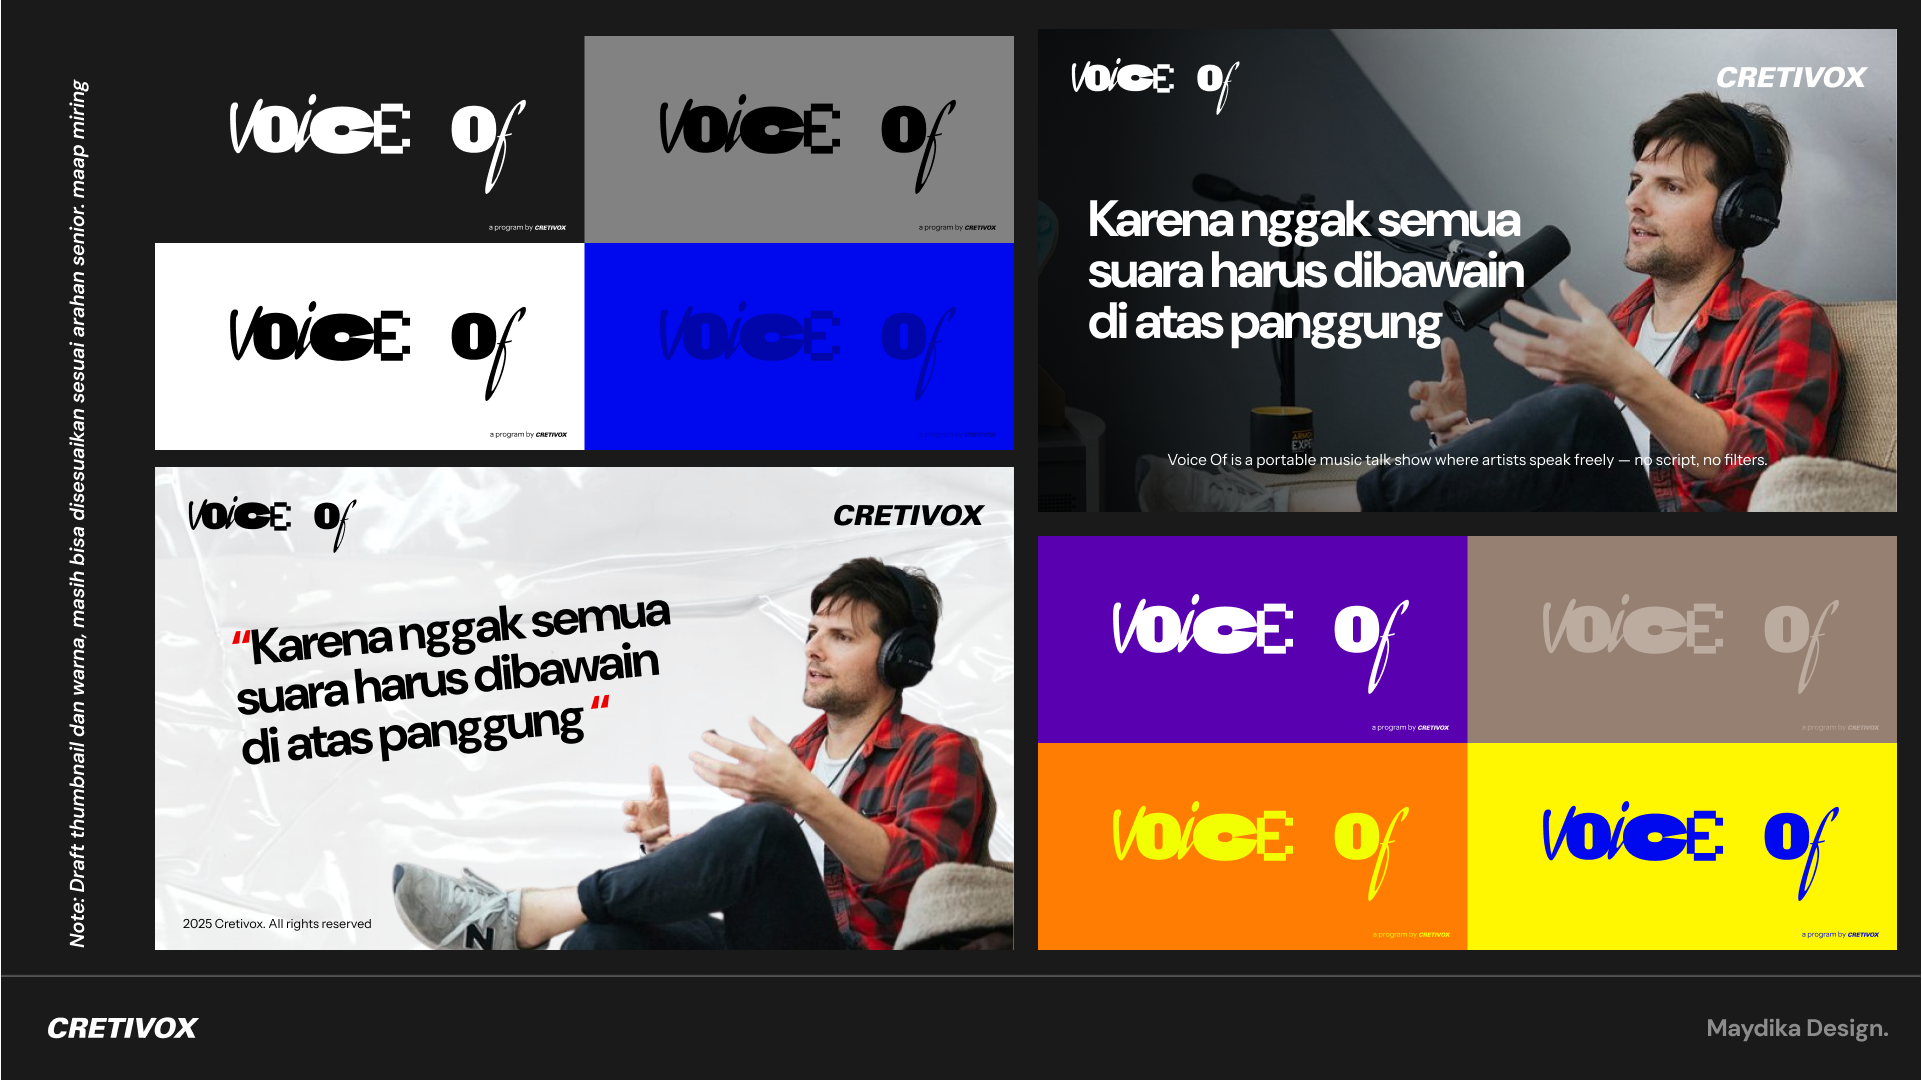 Note: Draft thumbnail dan warna, masih bisa disesuaikan sesuai arahan senior. maap miring
VOiCE Of
a program by CRETIVOX
VOiCE Of
a program by CRETIVOX
VOiCE Of
a program by CRETIVOX
VOiCE Of
a program by CRETIVOX
VOiCE Of
CRETIVOX
“Karena nggak semua
suara harus dibawain
di atas panggung “
N
2025 Cretivox. All rights reserved
VOiCE Of
CRETIVOX
Karena nggak semua
suara harus dibawain
di atas panggung
Voice Of is a portable music talk show where artists speak freely — no script, no filters.
VOiCE Of
a program by CRETIVOX
VOiCE Of
a program by CRETIVOX
VOiCE Of
a program by CRETIVOX
VOiCE Of
a program by CRETIVOX
CRETIVOX
Maydika Design.